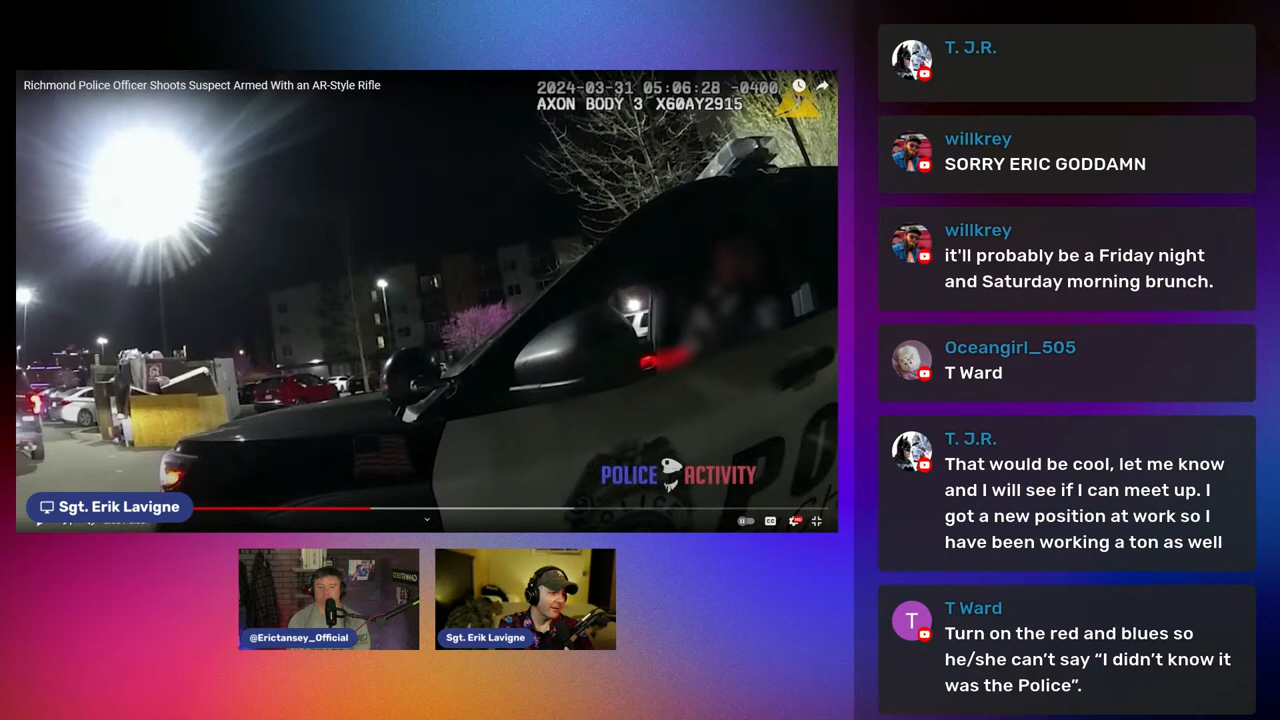 Richmond Police Officer Shoots Suspect Armed With an AR-Style Rifle
2024-03-31 05:06:28 -0400
AXON BODY 3 X60AY2915
POLICE ACTIVITY
Sgt. Erik Lavigne
@Erictansey_Official
Sgt. Erik Lavigne
T. J.R.
willkrey
SORRY ERIC GODDAMN
willkrey
it'll probably be a Friday night
and Saturday morning brunch.
Oceangirl_505
T Ward
T. J.R.
That would be cool, let me know
and I will see if I can meet up. I
got a new position at work so I
have been working a ton as well
T
T Ward
Turn on the red and blues so
he/she can't say “I didn't know it
was the Police”.